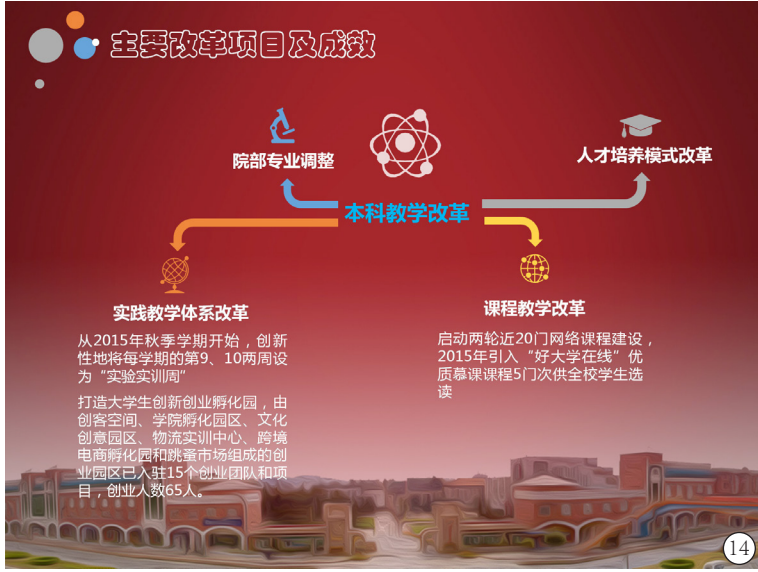 主要改革项目及成效
院部专业调整
人才培养模式改革
本科教学改革
实践教学体系改革
从2015年秋季学期开始，创新
性地将每学期的第9、10两周设
为“实验实训周”
打造大学生创新创业孵化园，由
创客空间、学院孵化园区、文化
创意园区、物流实训中心、跨境
电商孵化园和跳蚤市场组成的创
业园区已入驻15个创业团队和项
目，创业人数65人。
课程教学改革
启动两轮近20门网络课程建设，
2015年引入“好大学在线”优
质慕课课程5门次供全校学生选
读
14